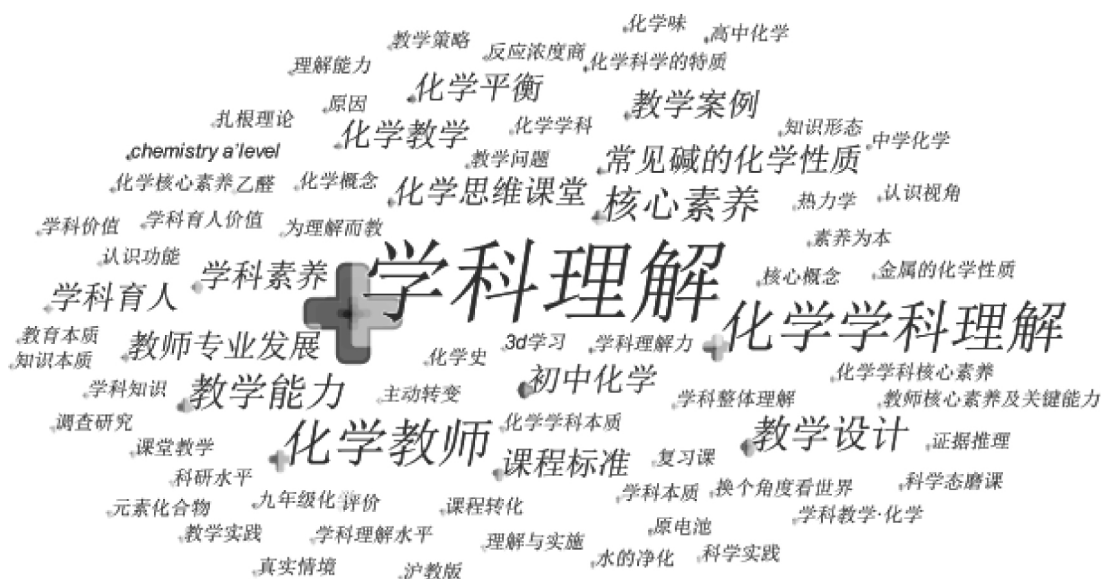 化学味
高中化学
教学策略
反应浓度商
化学科学的特质
理解能力
化学平衡
教学案例
原因
扎根理论
化学教学
化学学科
知识形态
中学化学
chemistry a'level
教学问题
常见碱的化学性质
化学核心素养
乙醛
化学概念
化学思维课堂
核心素养
热力学
认识视角
学科价值
学科育人价值
为理解而教
素养为本
认识功能
学科素养
学科理解
核心概念
金属的化学性质
学科育人
化学学科理解
教育本质
知识本质
教师专业发展
化学史
3d学习
学科理解力
化学学科核心素养
学科知识
教学能力
主动转变
初中化学
学科整体理解
教师核心素养及关键能力
调查研究
课堂教学
化学教师
化学学科本质
教学设计
证据推理
科研水平
课程标准
复习课
元素化合物
九年级化学
评价
课程转化
学科本质
换个角度看世界
科学态磨课
教学实践
学科理解水平
理解与实施
原电池
学科教学·化学
真实情境
沪教版
水的净化
科学实践